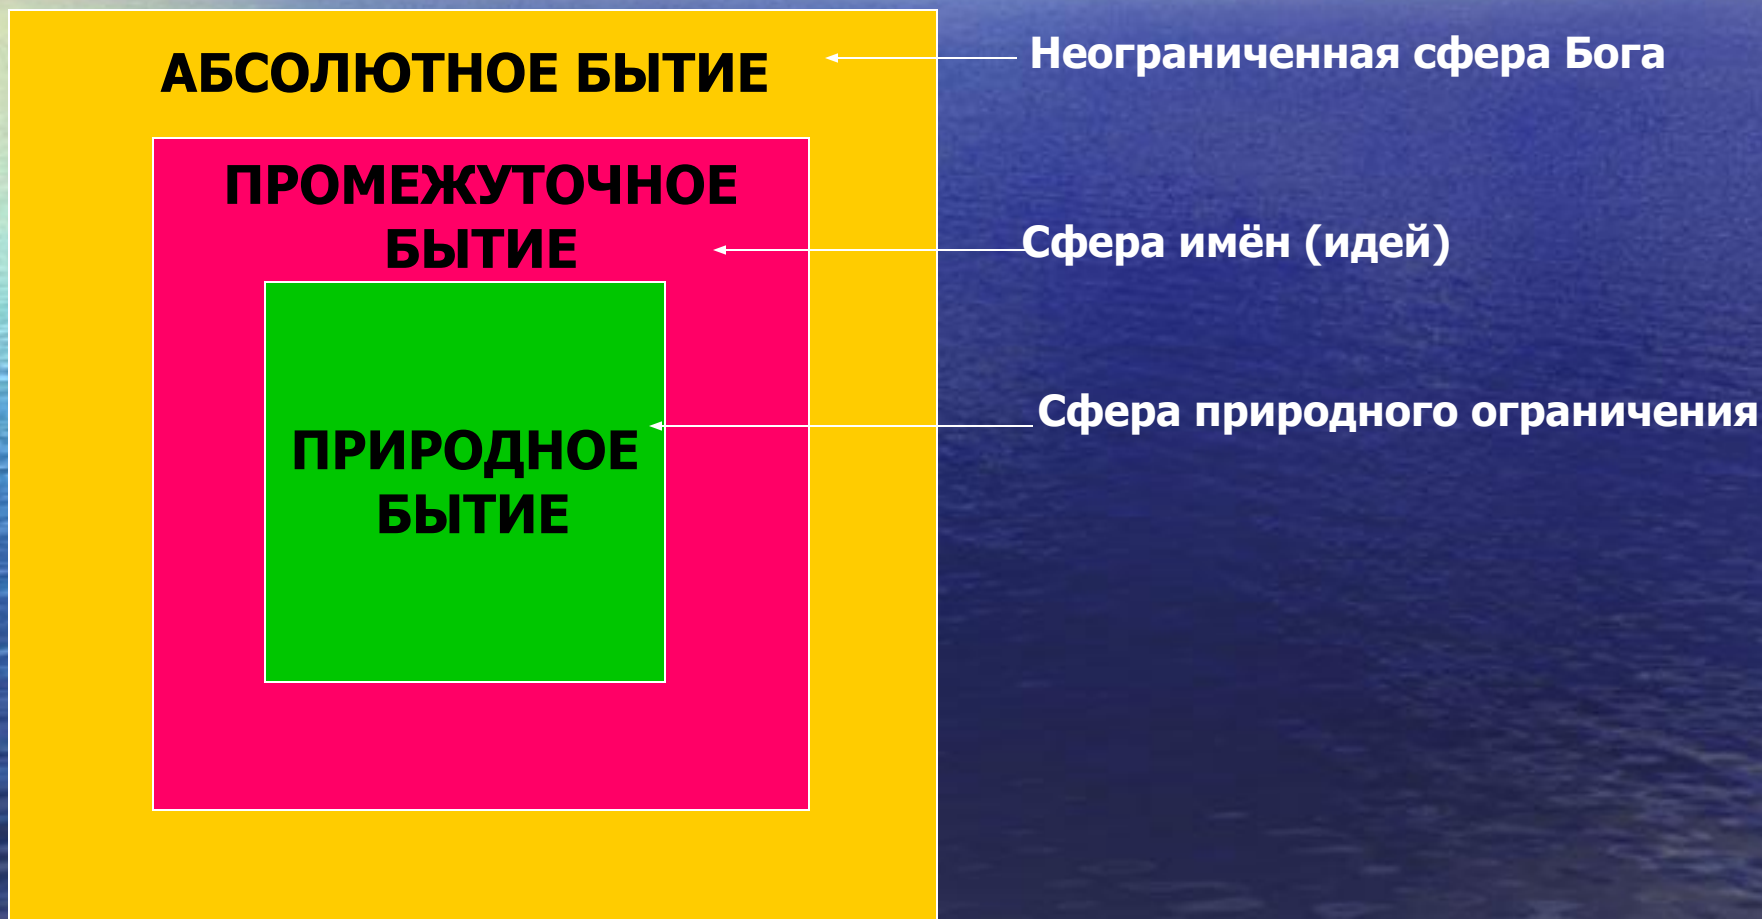 АБСОЛЮТНОЕ БЫТИЕ
Неограниченная сфера Бога
ПРОМЕЖУТОЧНОЕ
БЫТИЕ
Сфера имён (идей)
Сфера природного ограничения
ПРИРОДНОЕ
БЫТИЕ